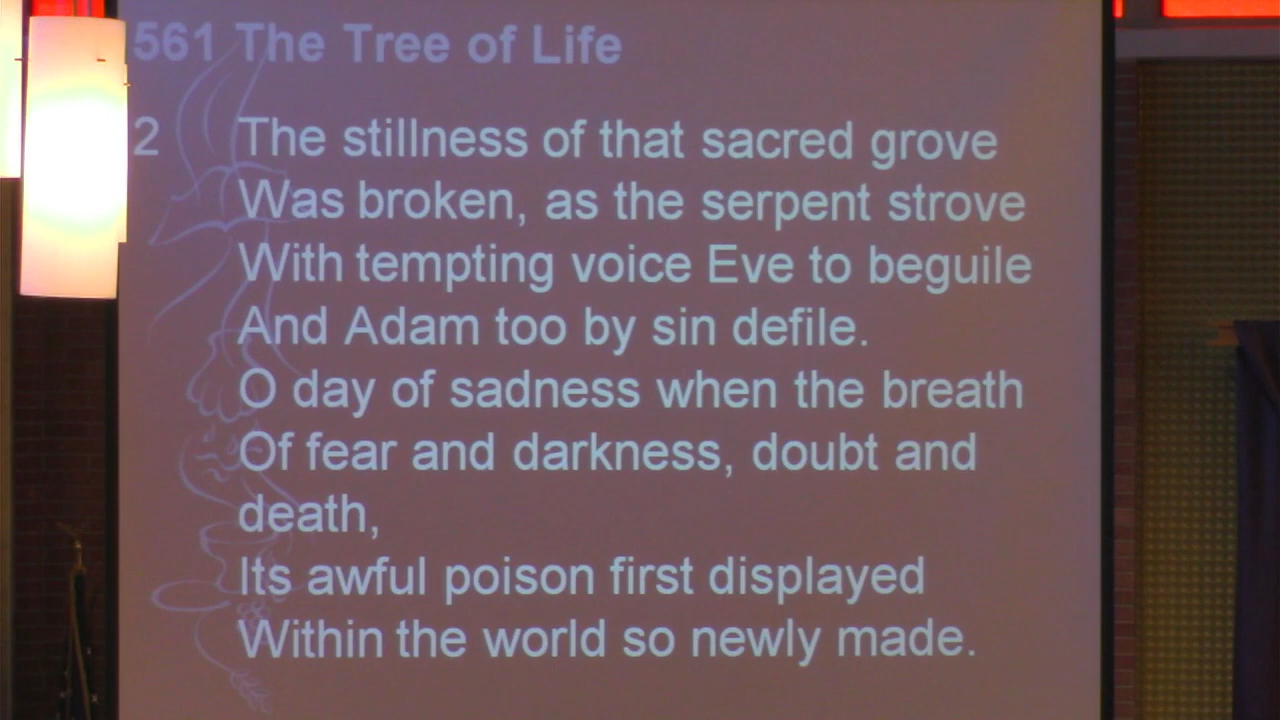 561 The Tree of Life
2 The stillness of that sacred grove
Was broken, as the serpent strove
With tempting voice Eve to beguile
And Adam too by sin defile.
O day of sadness when the breath
Of fear and darkness, doubt and
death,
Its awful poison first displayed
Within the world so newly made.